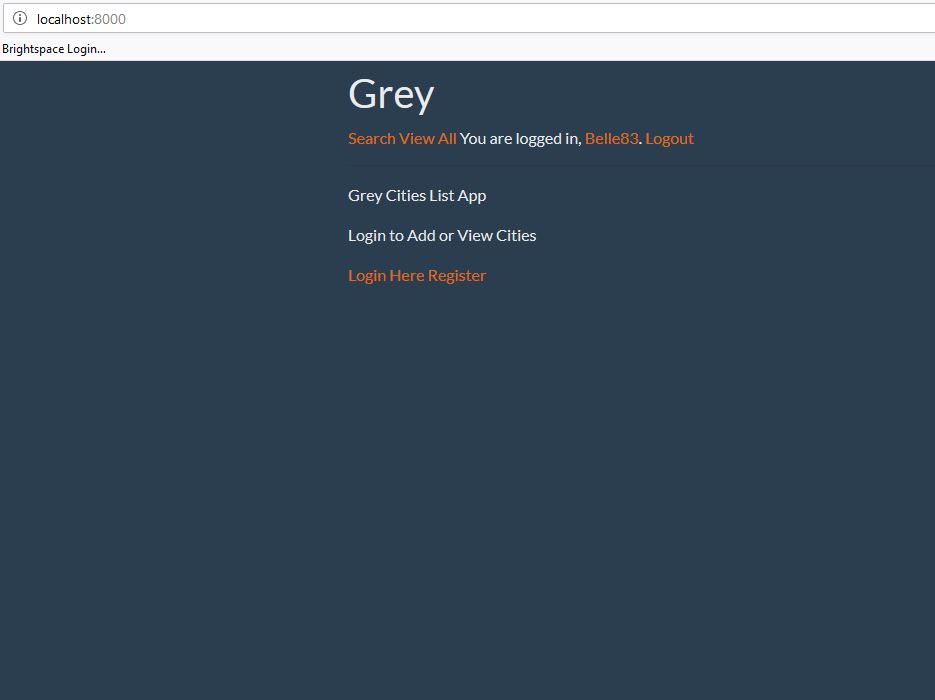 localhost:8000
Brightspace Login...
Grey
Search View All You are logged in, Belle83. Logout
Grey Cities List App
Login to Add or View Cities
Login Here Register